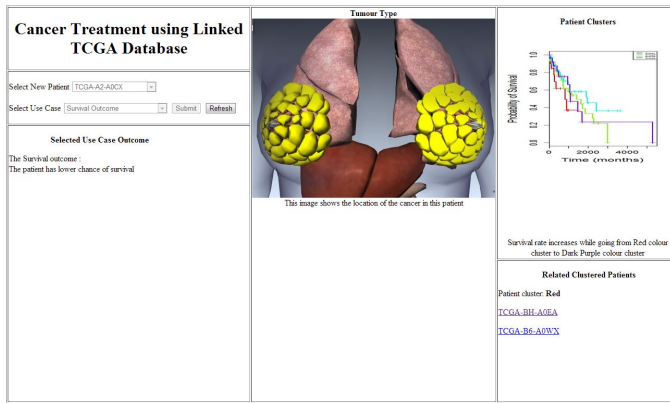 Cancer Treatment using Linked
TCGA Database
Select New Patient TCGA-A2-A0CX
Select Use Case Survival Outcome Submit Refresh
Selected Use Case Outcome
The Survival outcome :
The patient has lower chance of survival
Tumour Type
This image shows the location of the cancer in this patient
Patient Clusters
Probability of Survival
0.0 0.2 0.4 0.6 0.8 1.0
0 2000 4000
Time (months)
Survival rate increases while going from Red colour
cluster to Dark Purple colour cluster
Related Clustered Patients
Patient cluster: Red
TCGA-BH-A0EA
TCGA-B6-A0WX